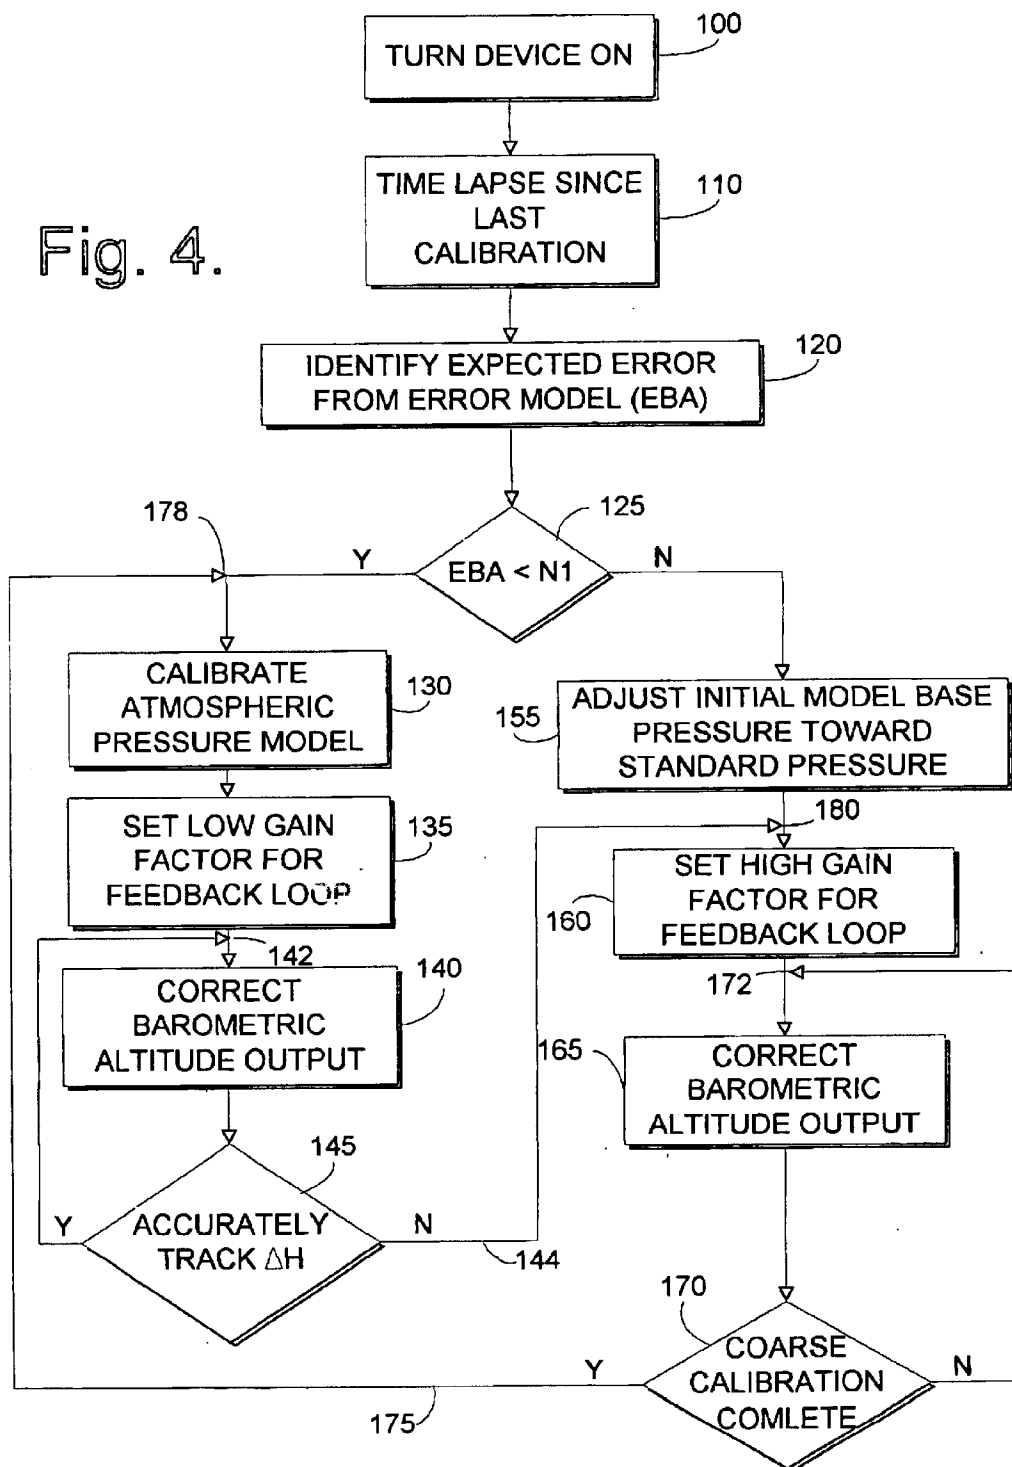 TURN DEVICE ON
100
TIME LAPSE SINCE
LAST
CALIBRATION
110
Fig. 4.
IDENTIFY EXPECTED ERROR
FROM ERROR MODEL (EBA)
120
178
125
Y
EBA < N1
N
CALIBRATE
ATMOSPHERIC
PRESSURE MODEL
130
155
ADJUST INITIAL MODEL BASE
PRESSURE TOWARD
STANDARD PRESSURE
SET LOW GAIN
FACTOR FOR
FEEDBACK LOOP
135
180
SET HIGH GAIN
FACTOR FOR
FEEDBACK LOOP
160
142
172
CORRECT
BAROMETRIC
ALTITUDE OUTPUT
140
165
CORRECT
BAROMETRIC
ALTITUDE OUTPUT
145
Y
ACCURATELY
TRACK ΔH
N
144
170
Y
COARSE
CALIBRATION
COMLETE
N
175